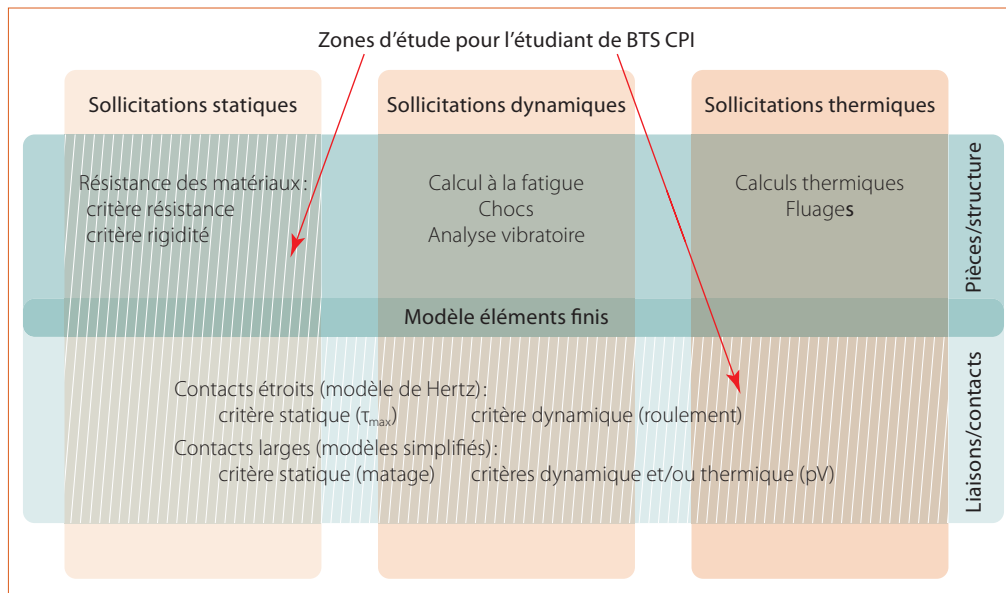 Zones d'étude pour l'étudiant de BTS CPI
Sollicitations statiques
Sollicitations dynamiques
Sollicitations thermiques
Résistance des matériaux :
critère résistance
critère rigidité
Calcul à la fatigue
Chocs
Analyse vibratoire
Calculs thermiques
Fluages
Pièces/structure
Modèle éléments finis
Contacts étroits (modèle de Hertz) :
critère statique (τmax) critère dynamique (roulement)
Contacts larges (modèles simplifiés) :
critère statique (matage) critères dynamique et/ou thermique (pV)
Liaisons/contacts